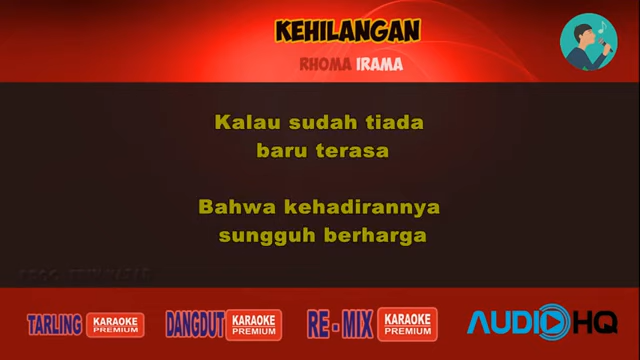 KEHILANGAN
RHOMA IRAMA
Kalau sudah tiada
baru terasa
Bahwa kehadirannya
sungguh berharga
TARLING KARAOKE PREMIUM
DANGDUT KARAOKE PREMIUM
RE - MIX KARAOKE PREMIUM
AUDIO HQ